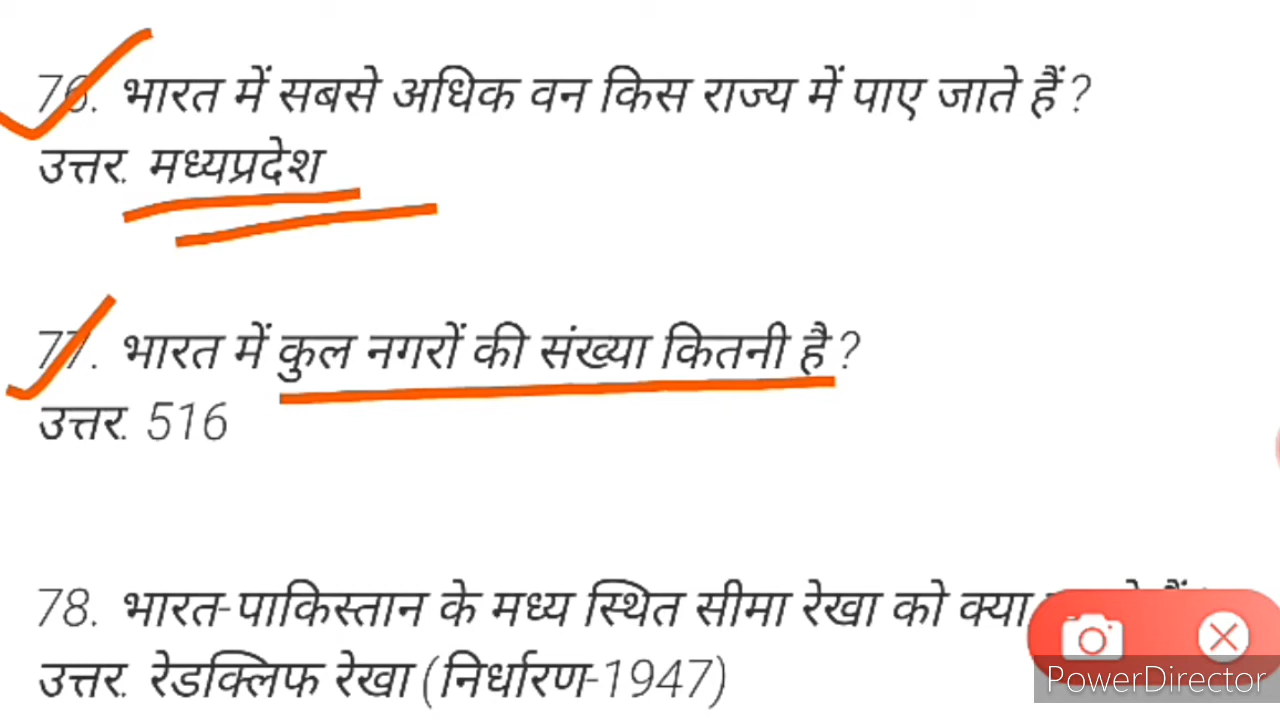 76. भारत में सबसे अधिक वन किस राज्य में पाए जाते हैं?
उत्तर. मध्यप्रदेश
77. भारत में कुल नगरों की संख्या कितनी है?
उत्तर. 516
78. भारत-पाकिस्तान के मध्य स्थित सीमा रेखा को क्या
उत्तर. रेडक्लिफ रेखा (निर्धारण-1947)
PowerDirector